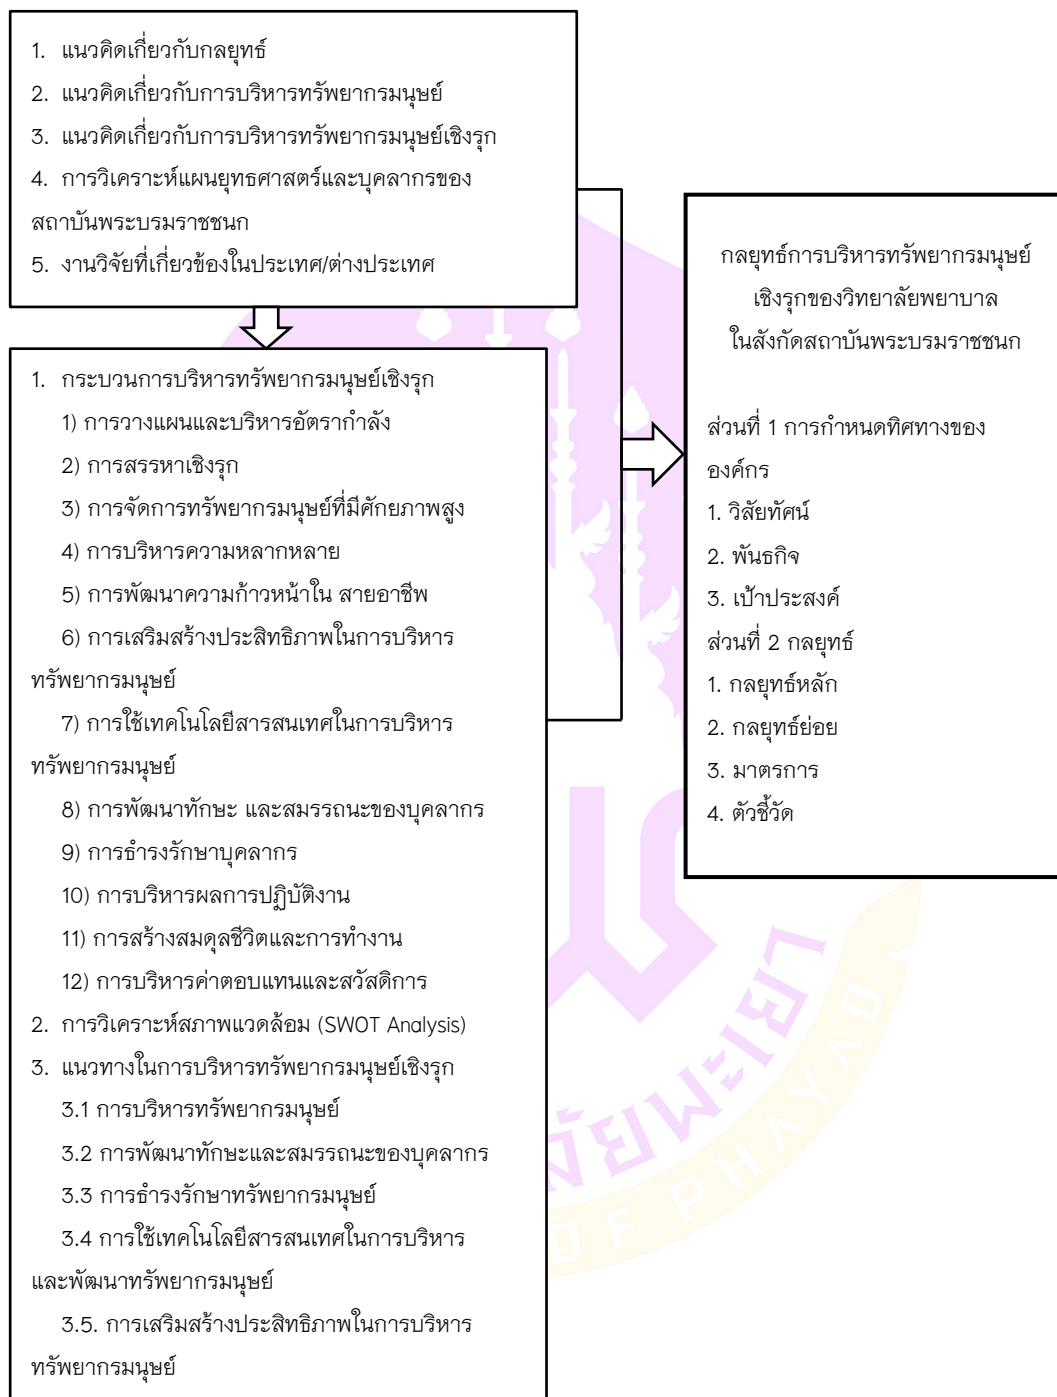 1. แนวคิดเกี่ยวกับกลยุทธ์
2. แนวคิดเกี่ยวกับการบริหารทรัพยากรมนุษย์
3. แนวคิดเกี่ยวกับการบริหารทรัพยากรมนุษย์เชิงรุก
4. การวิเคราะห์แผนยุทธศาสตร์และบุคลากรของ
สถาบันพระบรมราชชนก
5. งานวิจัยที่เกี่ยวข้องในประเทศ/ต่างประเทศ
1. กระบวนการบริหารทรัพยากรมนุษย์เชิงรุก
1) การวางแผนและบริหารอัตรากำลัง
2) การสรรหาเชิงรุก
3) การจัดการทรัพยากรมนุษย์ที่มีศักยภาพสูง
4) การบริหารความหลากหลาย
5) การพัฒนาความก้าวหน้าใน สายอาชีพ
6) การเสริมสร้างประสิทธิภาพในการบริหาร
ทรัพยากรมนุษย์
7) การใช้เทคโนโลยีสารสนเทศในการบริหาร
ทรัพยากรมนุษย์
8) การพัฒนาทักษะ และสมรรถนะของบุคลากร
9) การธำรงรักษาบุคลากร
10) การบริหารผลการปฏิบัติงาน
11) การสร้างสมดุลชีวิตและการทำงาน
12) การบริหารค่าตอบแทนและสวัสดิการ
2. การวิเคราะห์สภาพแวดล้อม (SWOT Analysis)
3. แนวทางในการบริหารทรัพยากรมนุษย์เชิงรุก
3.1 การบริหารทรัพยากรมนุษย์
3.2 การพัฒนาทักษะและสมรรถนะของบุคลากร
3.3 การธำรงรักษาทรัพยากรมนุษย์
3.4 การใช้เทคโนโลยีสารสนเทศในการบริหาร
และพัฒนาทรัพยากรมนุษย์
3.5. การเสริมสร้างประสิทธิภาพในการบริหาร
ทรัพยากรมนุษย์
กลยุทธ์การบริหารทรัพยากรมนุษย์
เชิงรุกของวิทยาลัยพยาบาล
ในสังกัดสถาบันพระบรมราชชนก
ส่วนที่ 1 การกำหนดทิศทางของ
องค์กร
1. วิสัยทัศน์
2. พันธกิจ
3. เป้าประสงค์
ส่วนที่ 2 กลยุทธ์
1. กลยุทธ์หลัก
2. กลยุทธ์ย่อย
3. มาตรการ
4. ตัวชี้วัด
OF PHAYAO